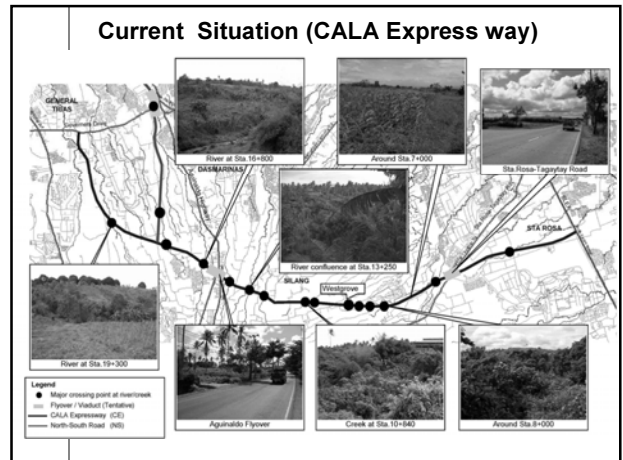 Current Situation (CALA Express way)
GENERAL
TRIAS
River at Sta.16+800
Around Sta.7+000
Sta.Rosa-Tagaytay Road
DASMARINAS
River confluence at Sta.13+250
STA ROSA
SILANG
Westgrove
River at Sta.19+300
Aguinaldo Flyover
Creek at Sta.10+840
Around Sta.8+000
Legend
Major crossing point at river/creek
Flyover / Viaduct (Tentative)
CALA Expressway (CE)
North-South Road (NS)